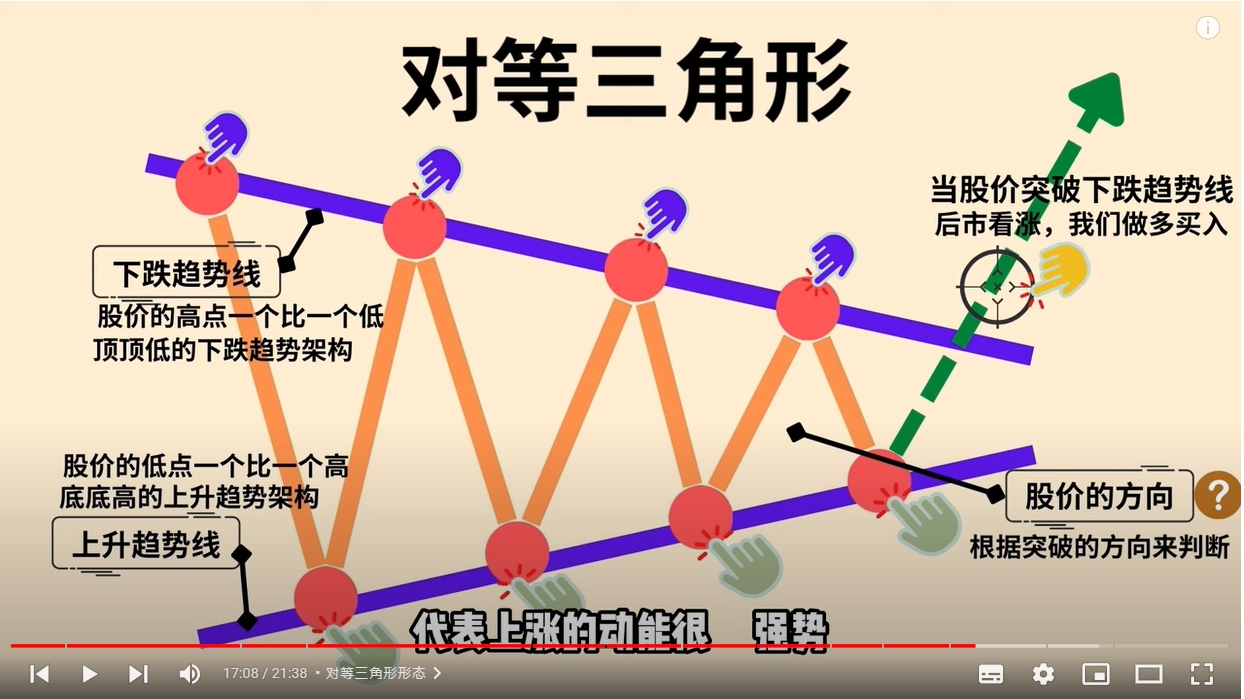 对等三角形
当股价突破下跌趋势线
后市看涨，我们做多买入
下跌趋势线
股价的高点一个比一个低
顶顶低的下跌趋势架构
股价的低点一个比一个高
底底高的上升趋势架构
上升趋势线
股价的方向
?
根据突破的方向来判断
代表上涨的动能很 强势
17:08 / 21:38 • 对等三角形形态